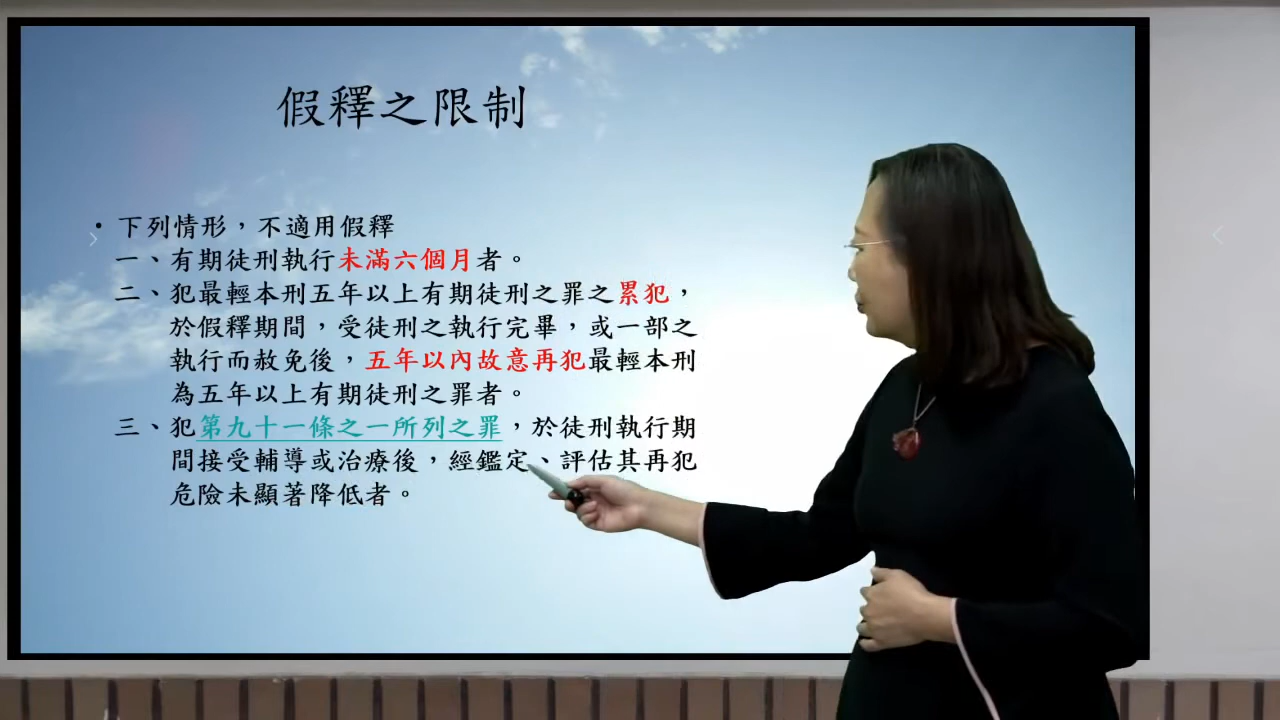 假釋之限制
• 下列情形，不適用假釋
一、有期徒刑執行未滿六個月者。
二、犯最輕本刑五年以上有期徒刑之罪之累犯，
於假釋期間，受徒刑之執行完畢，或一部之
執行而赦免後，五年以內故意再犯最輕本刑
為五年以上有期徒刑之罪者。
三、犯第九十一條之一所列之罪，於徒刑執行期
間接受輔導或治療後，經鑑定、評估其再犯
危險未顯著降低者。